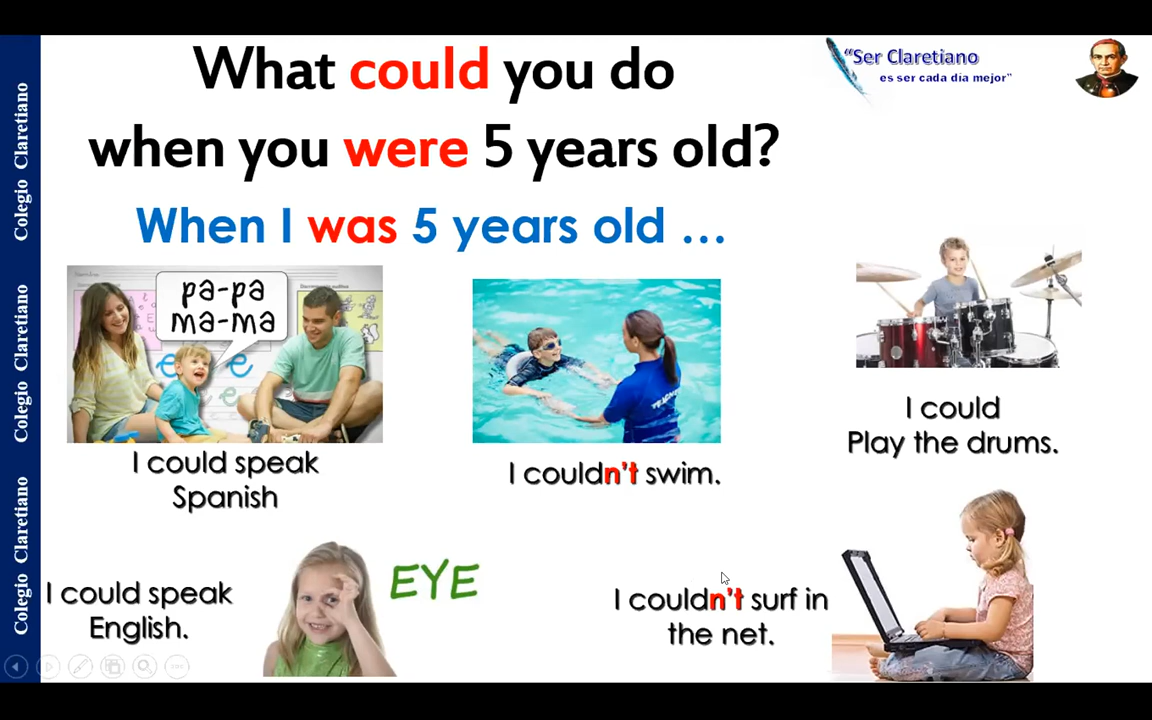 What could you do
when you were 5 years old?
When I was 5 years old ...
"Ser Claretiano
es ser cada día mejor"
Colegio Claretiano
Colegio Claretiano
Colegio Claretiano
pa-pa
ma-ma
I could speak
Spanish
I couldn't swim.
I could
Play the drums.
I could speak
English.
EYE
I couldn't surf in
the net.